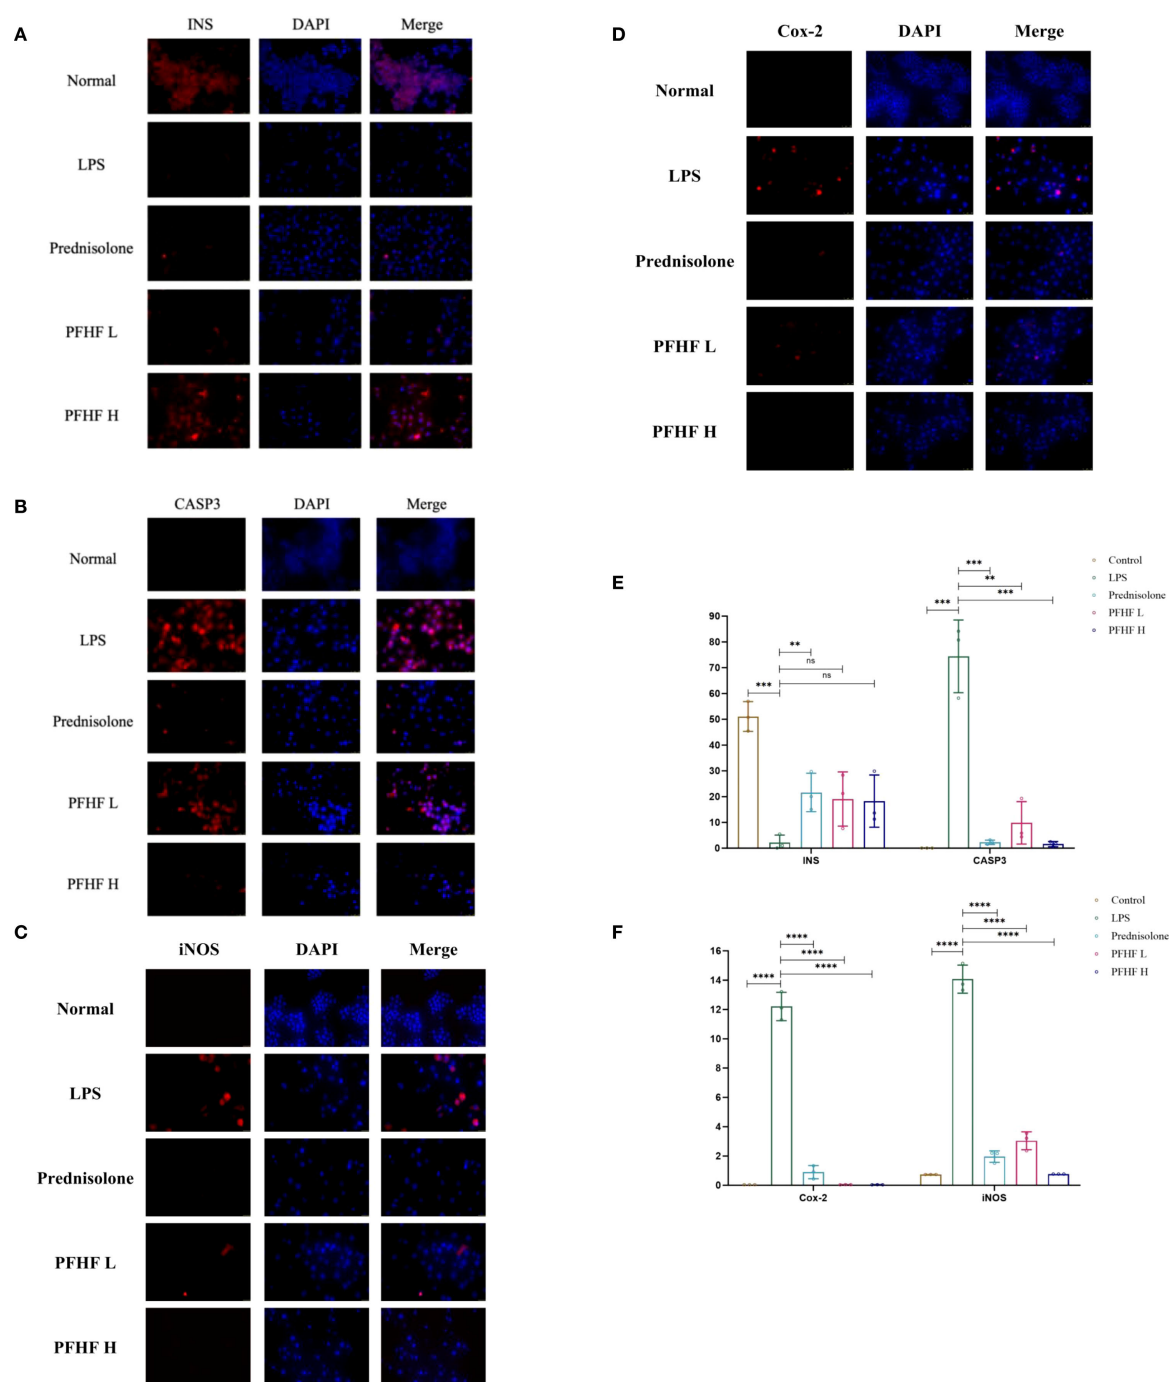 A
INS DAPI Merge
Normal
LPS
Prednisolone
PFHF L
PFHF H
B
CASP3 DAPI Merge
Normal
LPS
Prednisolone
PFHF L
PFHF H
C
iNOS DAPI Merge
Normal
LPS
Prednisolone
PFHF L
PFHF H
D
Cox-2 DAPI Merge
Normal
LPS
Prednisolone
PFHF L
PFHF H
E
90
80
70
60
50
40
30
20
10
0
***
**
ns
ns
***
***
**
***
INS CASP3
Control
LPS
Prednisolone
PFHF L
PFHF H
F
16
14
12
10
8
6
4
2
0
****
****
****
****
****
****
****
****
Cox-2 iNOS
Control
LPS
Prednisolone
PFHF L
PFHF H